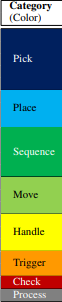 Category
(Color)
Pick
Place
Sequence
Move
Handle
Trigger
Check
Process